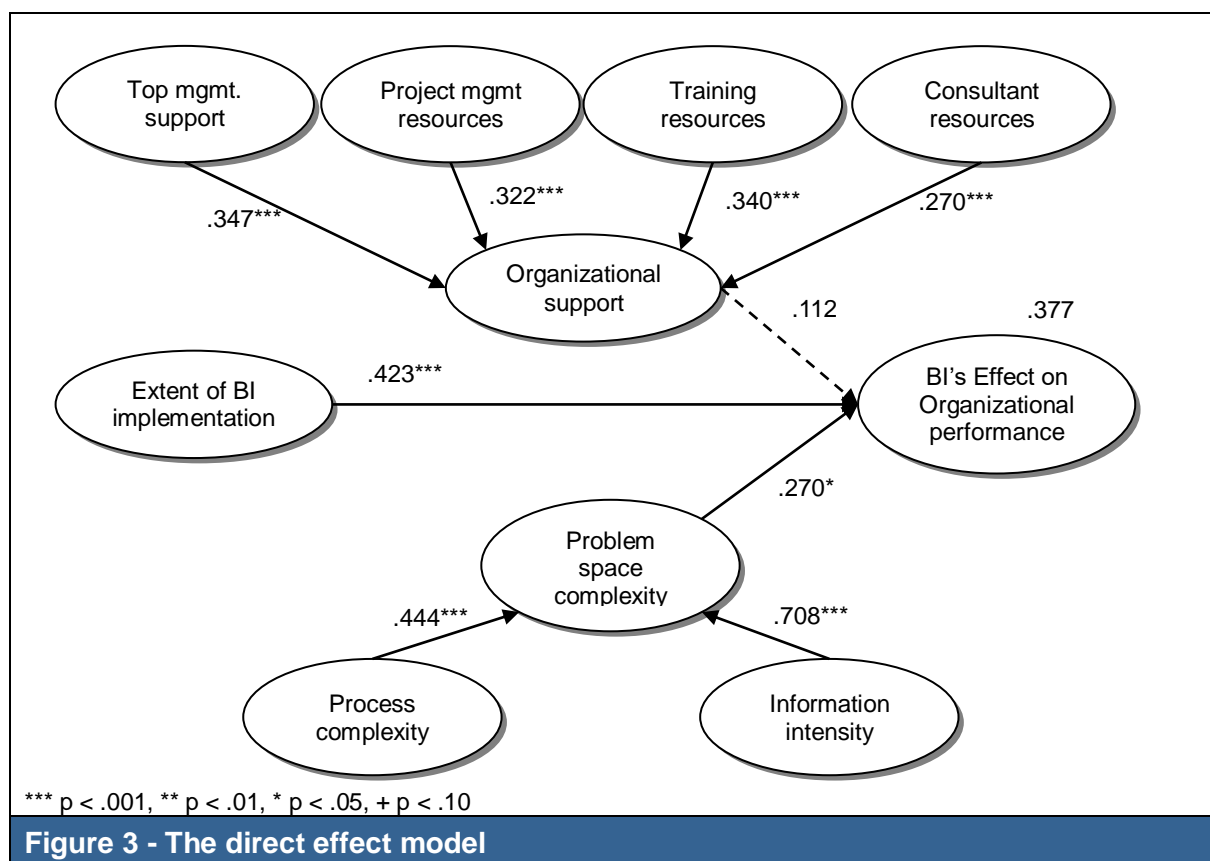 Top mgmt.
support
Project mgmt
resources
Training
resources
Consultant
resources
.347***
.322***
.340***
.270***
Organizational
support
.112
.377
Extent of BI
implementation
.423***
BI’s Effect on
Organizational
performance
.270*
Problem
space
complexity
.444***
.708***
Process
complexity
Information
intensity
*** p < .001, ** p < .01, * p < .05, + p < .10
Figure 3 - The direct effect model